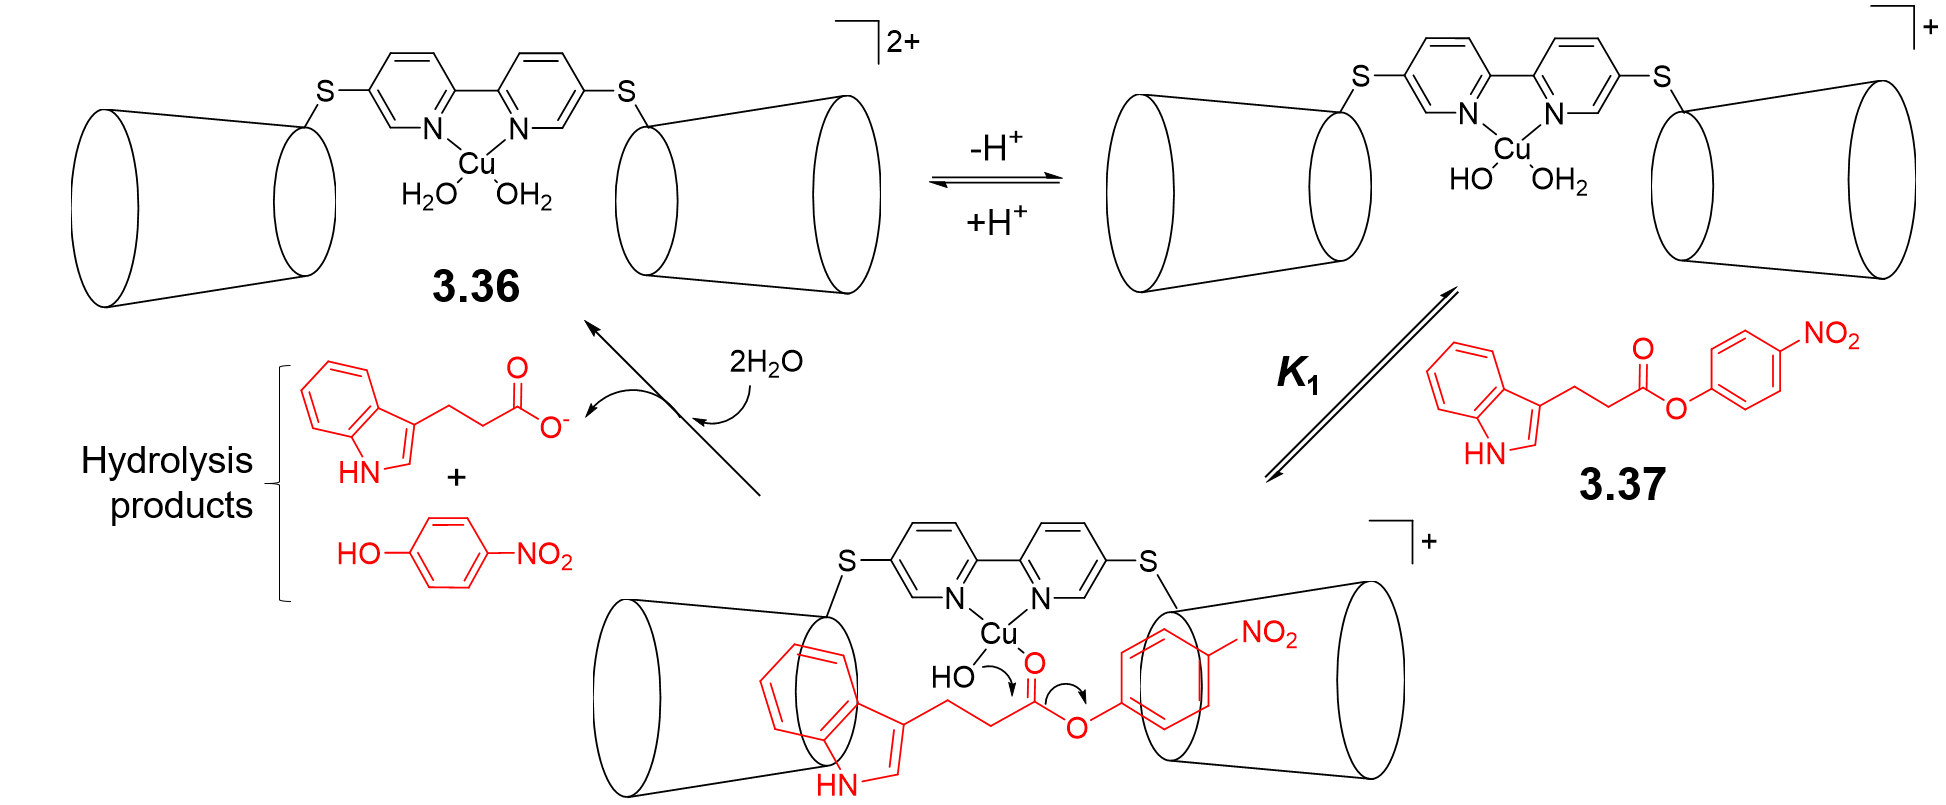 2+
S
S
N
N
Cu
H2O
OH2
3.36
-H+
+H+
+
S
S
N
N
Cu
HO
OH2
K1
O
O
NO2
HN
3.37
2H2O
Hydrolysis
products
O
O-
HN
+
HO
NO2
+
S
S
N
N
Cu
HO
O
O
NO2
HN